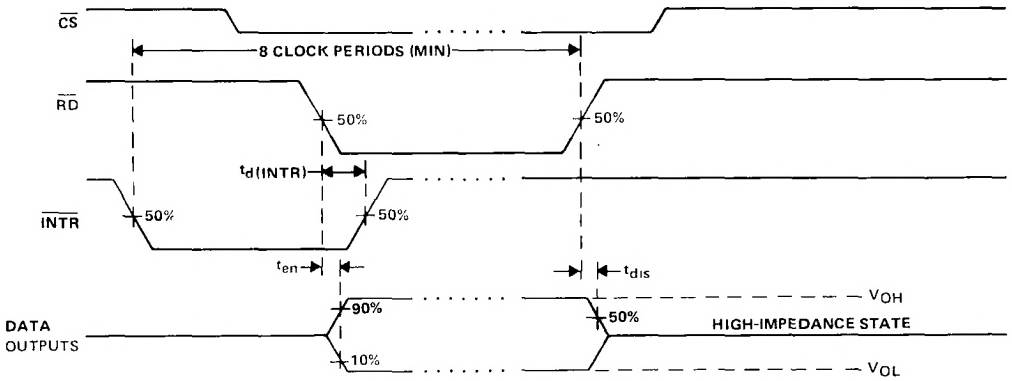 CS
8 CLOCK PERIODS (MIN)
RD
50%
50%
td(INTR)
INTR
50%
50%
ten
tdis
DATA
OUTPUTS
90%
10%
50%
VOH
HIGH-IMPEDANCE STATE
VOL